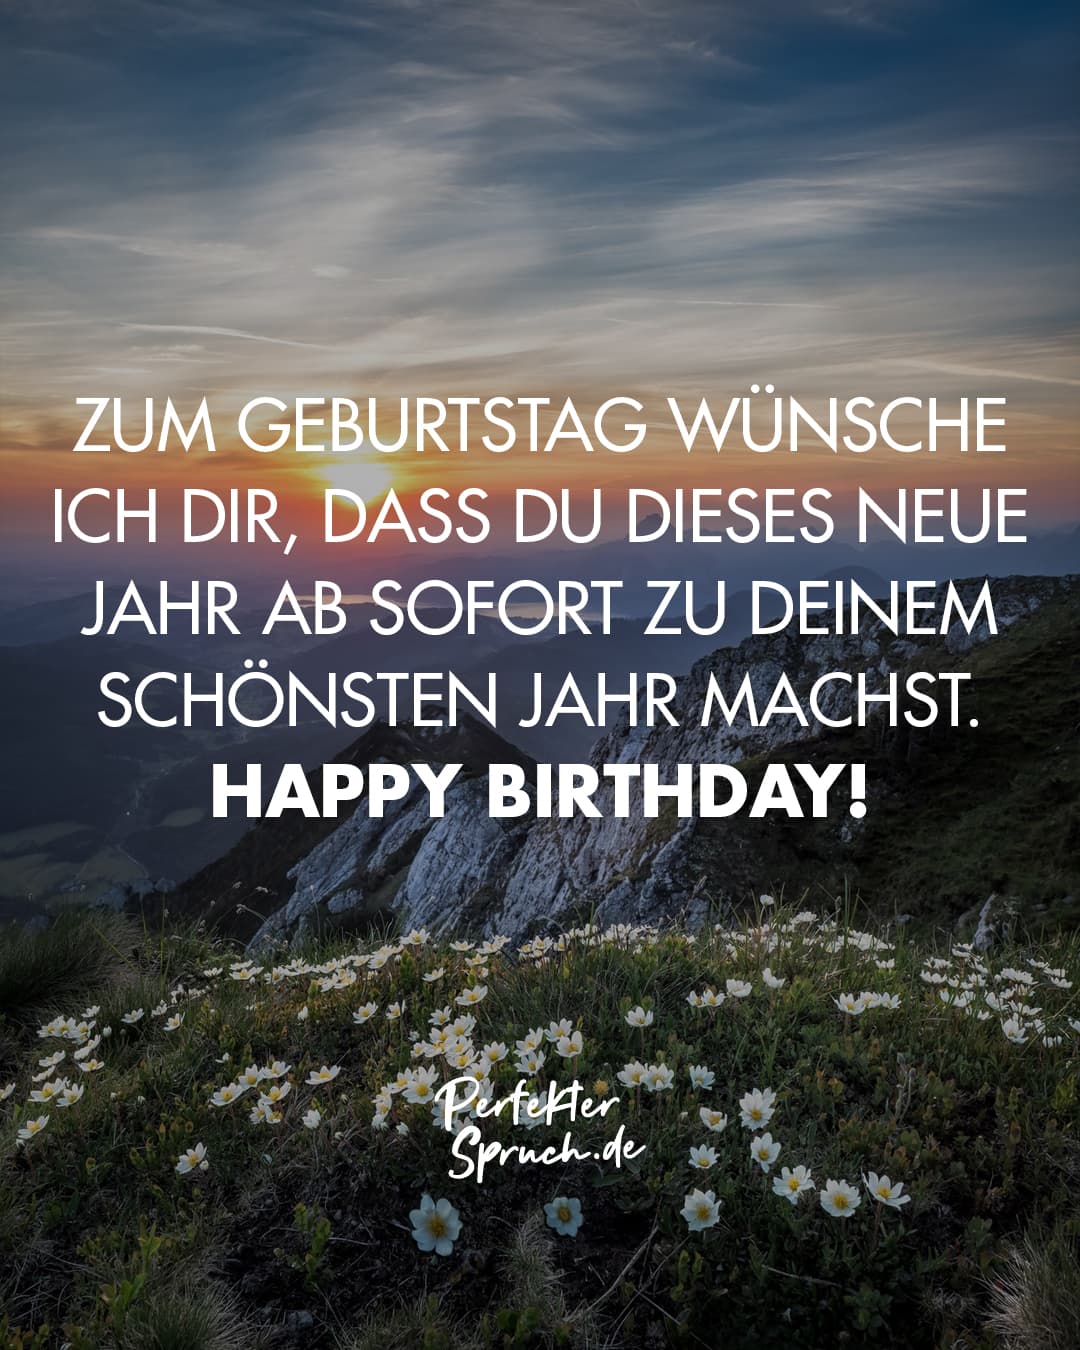 ZUM GEBURTSTAG WÜNSCHE
ICH DIR, DASS DU DIESES NEUE
JAHR AB SOFORT ZU DEINEM
SCHÖNSTEN JAHR MACHST.
HAPPY BIRTHDAY!
Perfekter
Spruch.de